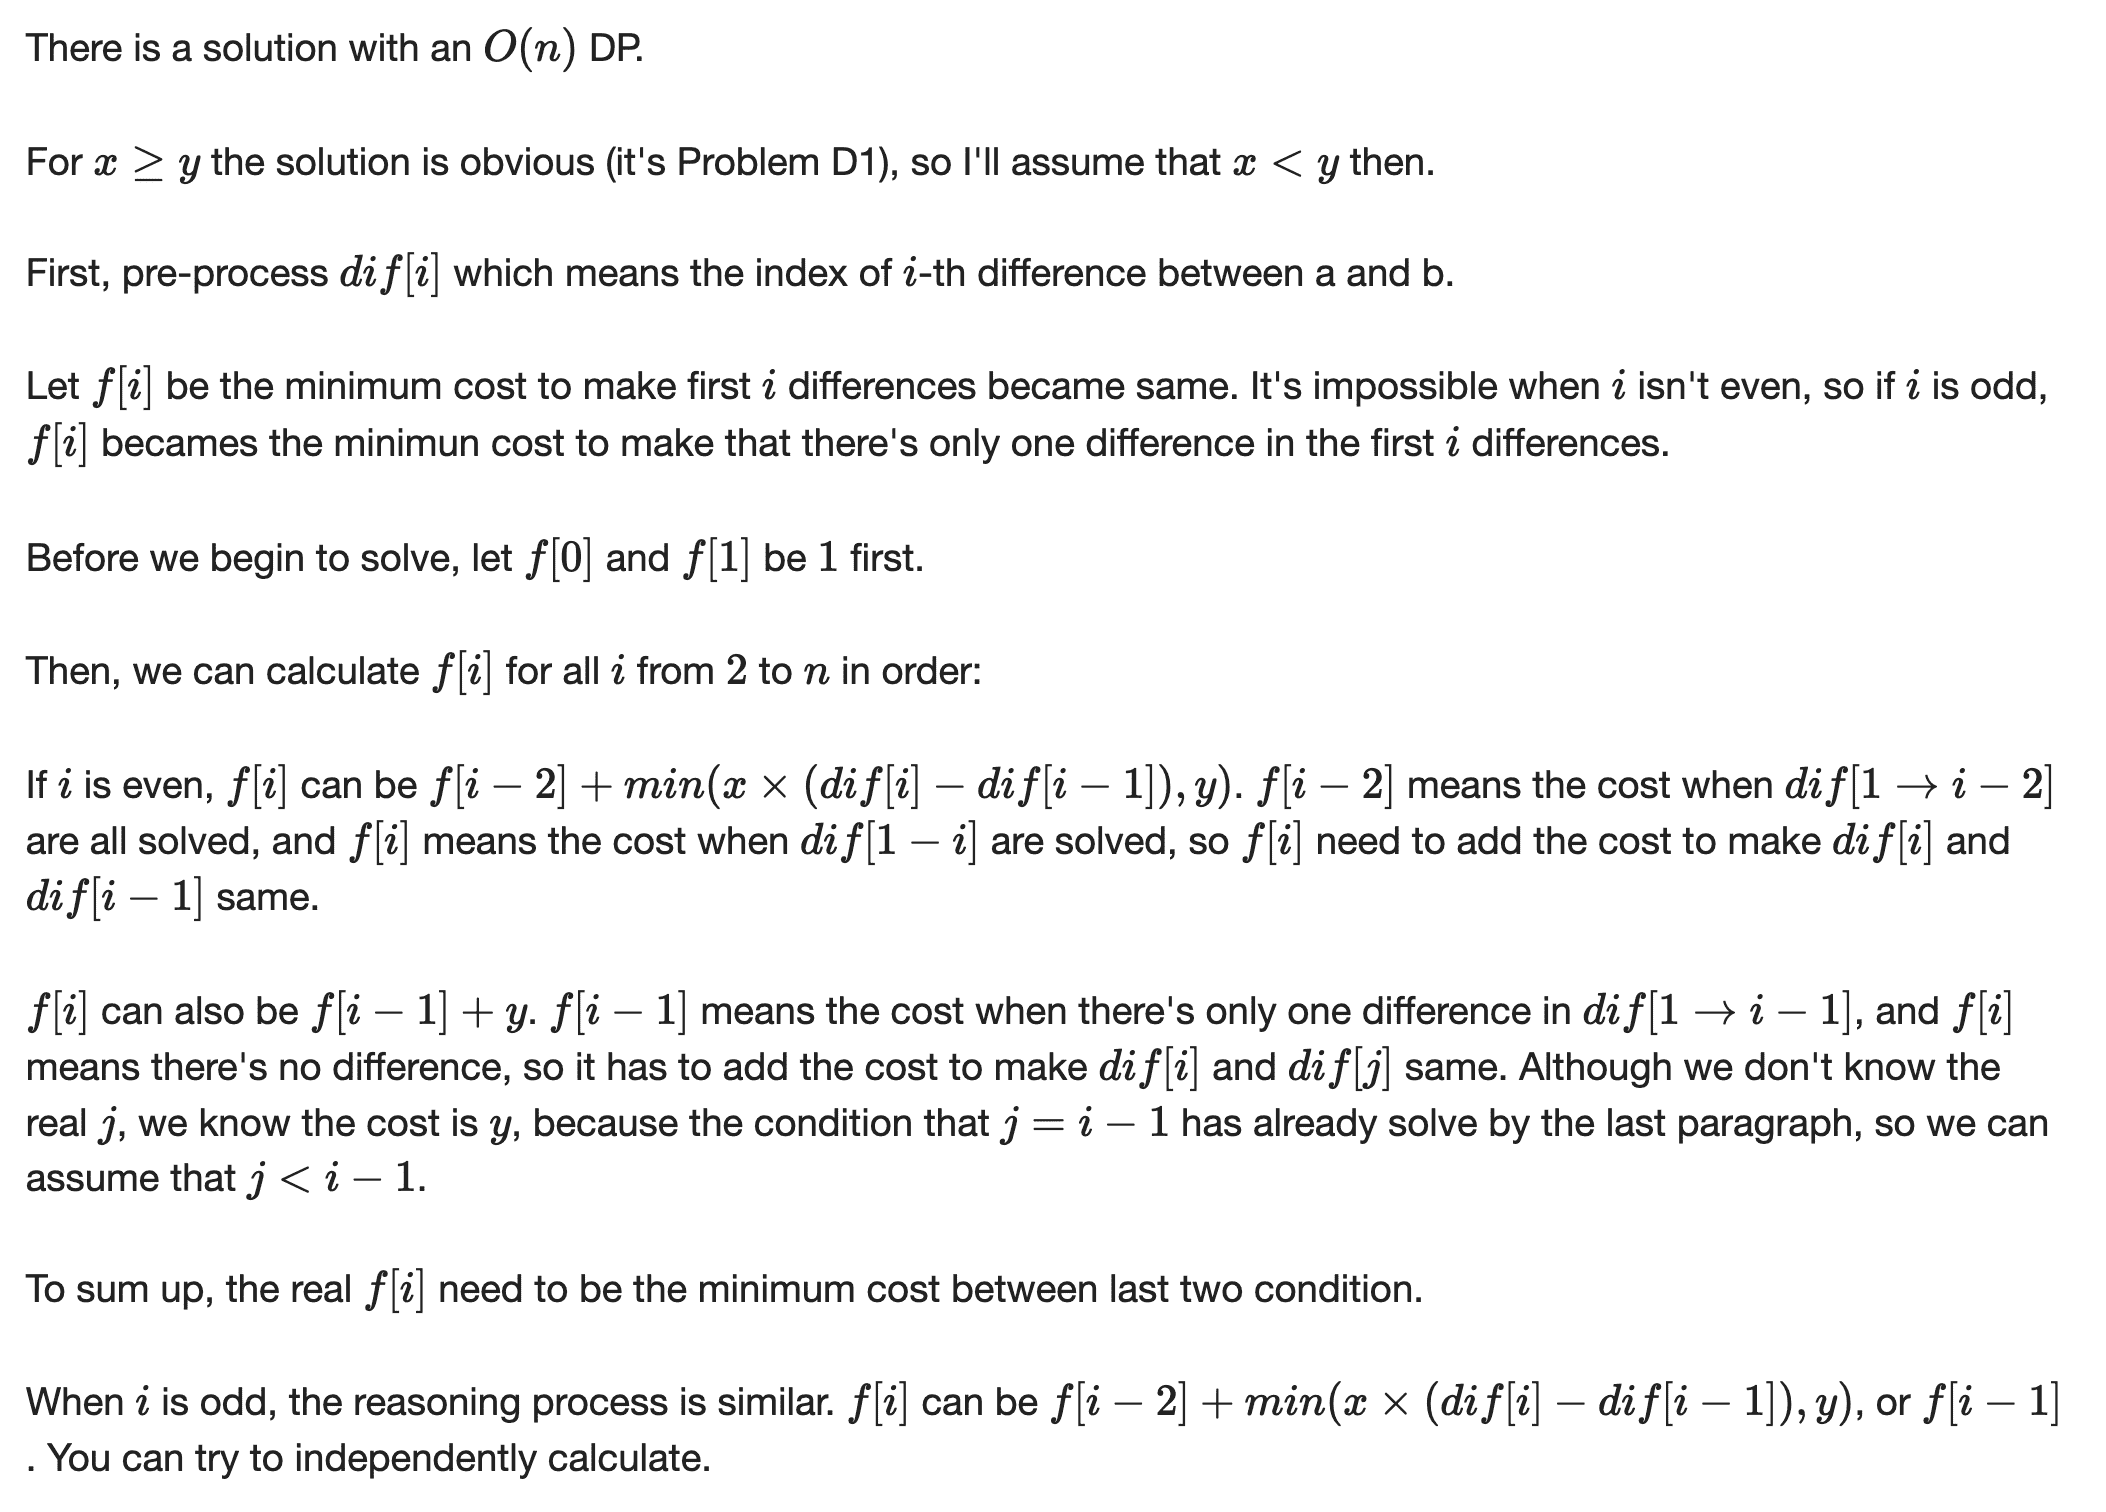 There is a solution with an O(n) DP.
For x ≥ y the solution is obvious (it's Problem D1), so I'll assume that x < y then.
First, pre-process dif[i] which means the index of i-th difference between a and b.
Let f[i] be the minimum cost to make first i differences became same. It's impossible when i isn't even, so if i is odd,
f[i] becames the minimun cost to make that there's only one difference in the first i differences.
Before we begin to solve, let f[0] and f[1] be 1 first.
Then, we can calculate f[i] for all i from 2 to n in order:
If i is even, f[i] can be f[i − 2] + min(x × (dif[i] − dif[i − 1]), y). f[i − 2] means the cost when dif[1 → i − 2]
are all solved, and f[i] means the cost when dif[1 − i] are solved, so f[i] need to add the cost to make dif[i] and
dif[i − 1] same.
f[i] can also be f[i − 1] + y. f[i − 1] means the cost when there's only one difference in dif[1 → i − 1], and f[i]
means there's no difference, so it has to add the cost to make dif[i] and dif[j] same. Although we don't know the
real j, we know the cost is y, because the condition that j = i − 1 has already solve by the last paragraph, so we can
assume that j < i − 1.
To sum up, the real f[i] need to be the minimum cost between last two condition.
When i is odd, the reasoning process is similar. f[i] can be f[i − 2] + min(x × (dif[i] − dif[i − 1]), y), or f[i − 1]
. You can try to independently calculate.